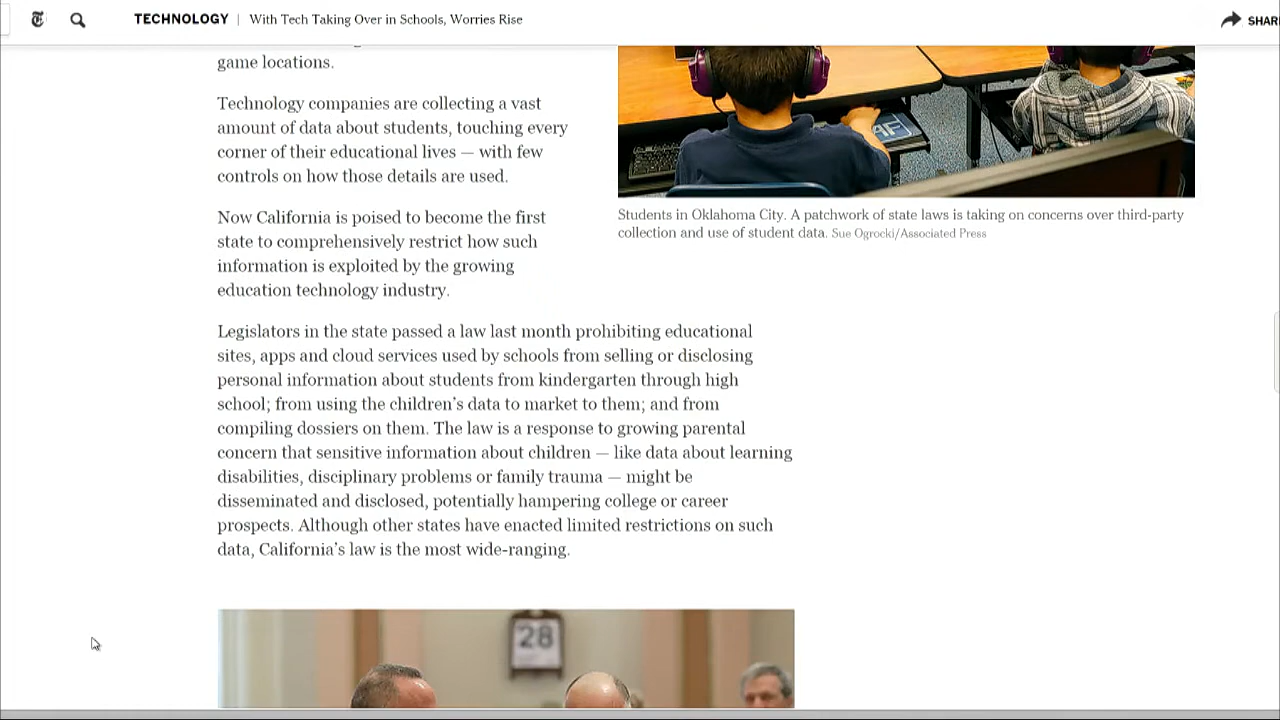 TECHNOLOGY | With Tech Taking Over in Schools, Worries Rise
SHAR
game locations.
Technology companies are collecting a vast
amount of data about students, touching every
corner of their educational lives — with few
controls on how those details are used.
Now California is poised to become the first
state to comprehensively restrict how such
information is exploited by the growing
education technology industry.
Students in Oklahoma City. A patchwork of state laws is taking on concerns over third-party
collection and use of student data. Sue Ogrocki/Associated Press
Legislators in the state passed a law last month prohibiting educational
sites, apps and cloud services used by schools from selling or disclosing
personal information about students from kindergarten through high
school; from using the children’s data to market to them; and from
compiling dossiers on them. The law is a response to growing parental
concern that sensitive information about children — like data about learning
disabilities, disciplinary problems or family trauma — might be
disseminated and disclosed, potentially hampering college or career
prospects. Although other states have enacted limited restrictions on such
data, California’s law is the most wide-ranging.
28